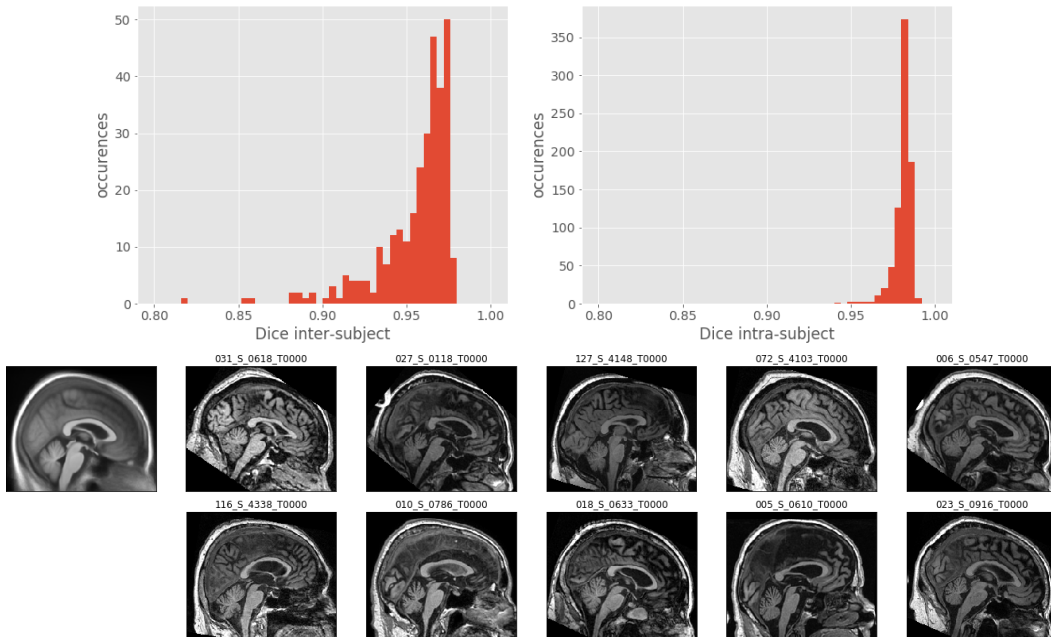 50
40
30
20
10
0
occurences
0.80 0.85 0.90 0.95 1.00
Dice inter-subject
350
300
250
200
150
100
50
0
occurences
0.80 0.85 0.90 0.95 1.00
Dice intra-subject
031_S_0618_T0000
027_S_0118_T0000
127_S_4148_T0000
072_S_4103_T0000
006_S_0547_T0000
116_S_4338_T0000
010_S_0786_T0000
018_S_0633_T0000
005_S_0610_T0000
023_S_0916_T0000